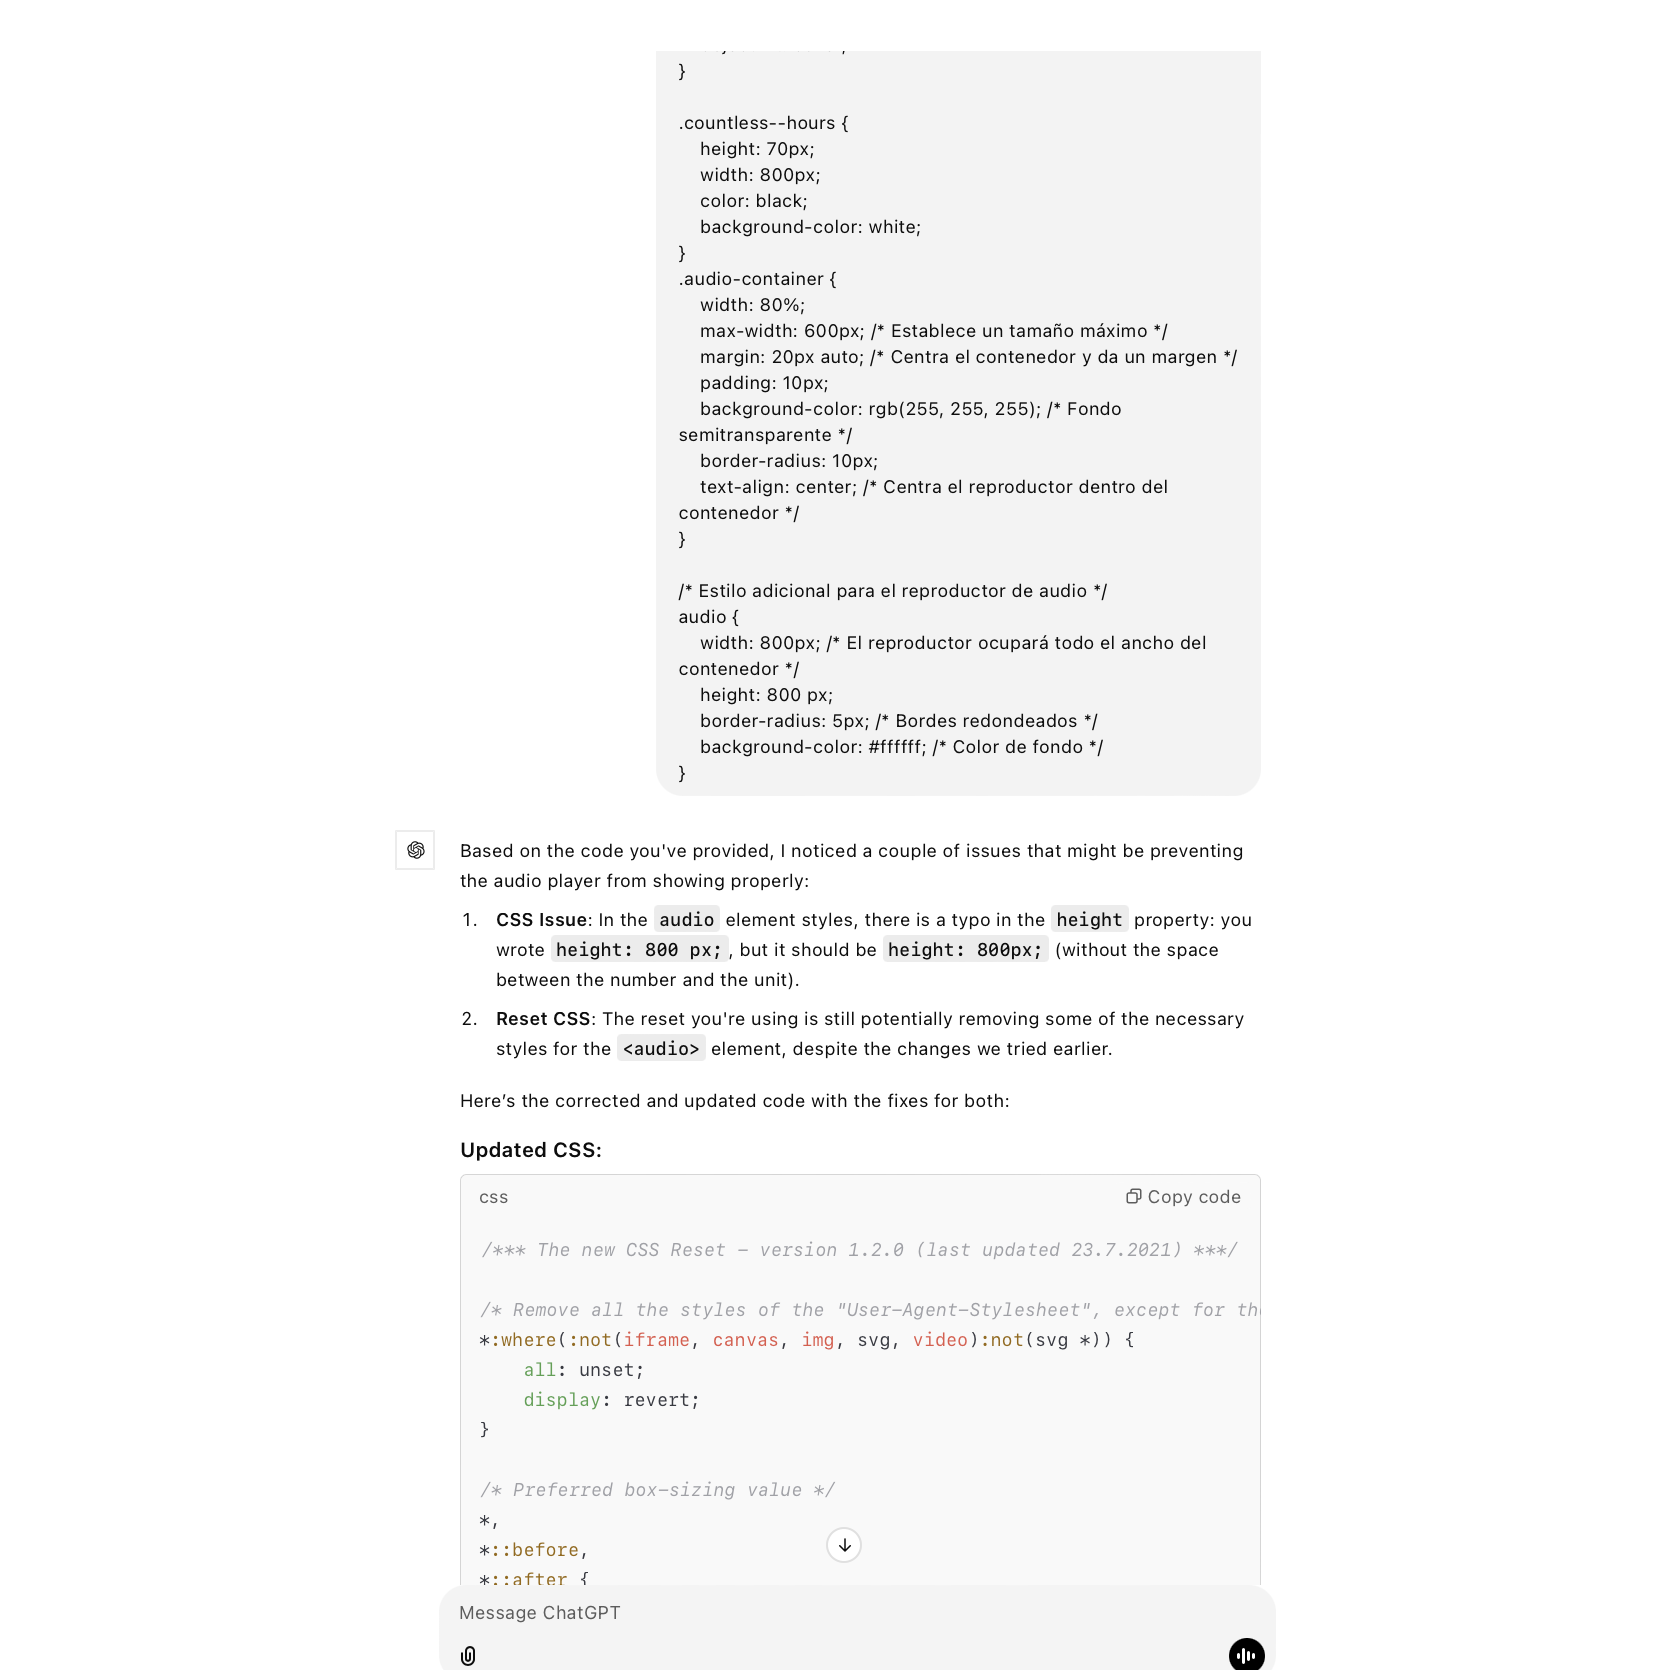 }
.countless--hours {
height: 70px;
width: 800px;
color: black;
background-color: white;
}
.audio-container {
width: 80%;
max-width: 600px; /* Establece un tamaño máximo */
margin: 20px auto; /* Centra el contenedor y da un margen */
padding: 10px;
background-color: rgb(255, 255, 255); /* Fondo
semitransparente */
border-radius: 10px;
text-align: center; /* Centra el reproductor dentro del
contenedor */
}
/* Estilo adicional para el reproductor de audio */
audio {
width: 800px; /* El reproductor ocupará todo el ancho del
contenedor */
height: 800 px;
border-radius: 5px; /* Bordes redondeados */
background-color: #ffffff; /* Color de fondo */
}
Based on the code you've provided, I noticed a couple of issues that might be preventing
the audio player from showing properly:
1. CSS Issue: In the audio element styles, there is a typo in the height property: you
wrote height: 800 px; , but it should be height: 800px; (without the space
between the number and the unit).
2. Reset CSS: The reset you're using is still potentially removing some of the necessary
styles for the <audio> element, despite the changes we tried earlier.
Here’s the corrected and updated code with the fixes for both:
Updated CSS:
css
Copy code
/*** The new CSS Reset - version 1.2.0 (last updated 23.7.2021) ***/
/* Remove all the styles of the "User-Agent-Stylesheet", except for th
*:where(:not(iframe, canvas, img, svg, video):not(svg *)) {
all: unset;
display: revert;
}
/* Preferred box-sizing value */
*,
*::before,
*::after {
Message ChatGPT